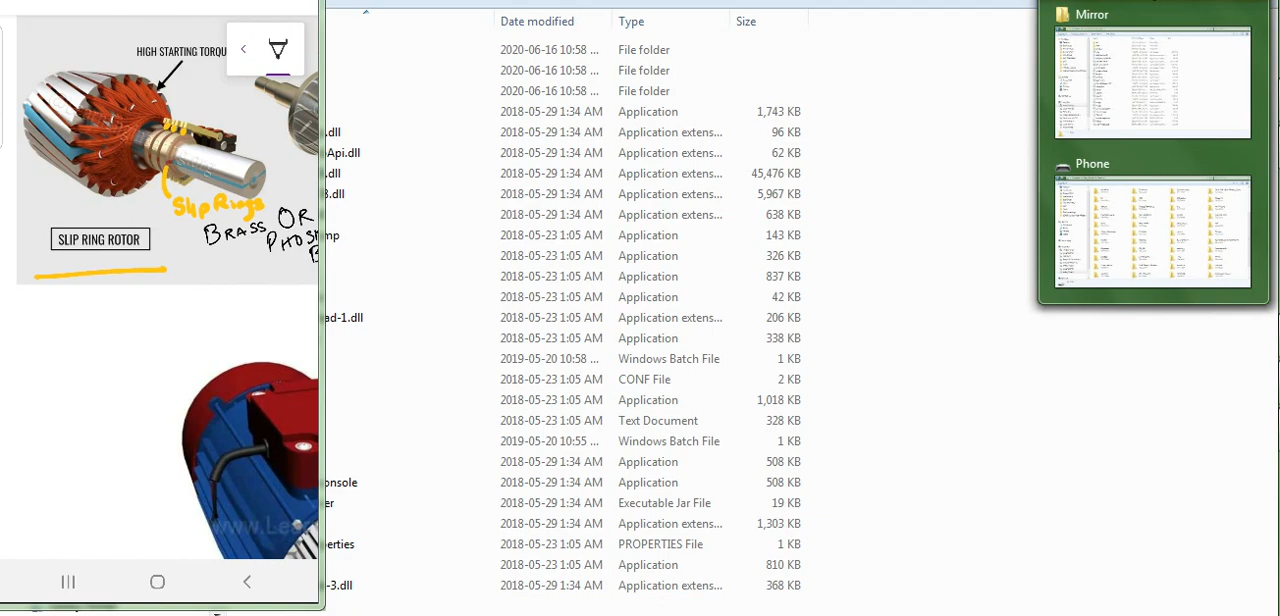 HIGH STARTING TORQU
Slip Rings
BRASS OR
PHOS
SLIP RING ROTOR
www.Le
Date modified Type Size
2020-06-16 10:58 ... File folder
2020-06-16 10:58 ... File folder
2020-06-16 10:58 ... File folder
2018-05-29 1:34 AM Application 1,743 KB
.dll 2018-05-29 1:34 AM Application extens... 96 KB
Api.dll 2018-05-29 1:34 AM Application extens... 62 KB
.dll 2018-05-29 1:34 AM Application extens... 45,476 KB
.dll 2018-05-29 1:34 AM Application extens... 5,967 KB
2018-05-29 1:34 AM Application extens... 638 KB
mp 2018-05-23 1:05 AM Application extens... 143 KB
2018-05-23 1:05 AM Application extens... 326 KB
2018-05-23 1:05 AM Application extens... 837 KB
2018-05-23 1:05 AM Application 42 KB
ad-1.dll 2018-05-23 1:05 AM Application extens... 206 KB
2018-05-23 1:05 AM Application 338 KB
2019-05-20 10:58 ... Windows Batch File 1 KB
2018-05-23 1:05 AM CONF File 2 KB
2018-05-23 1:05 AM Application 1,018 KB
2018-05-23 1:05 AM Text Document 328 KB
2019-05-20 10:55 ... Windows Batch File 1 KB
2018-05-29 1:34 AM Application 508 KB
onsole 2018-05-29 1:34 AM Application 508 KB
er 2018-05-29 1:34 AM Executable Jar File 19 KB
2018-05-29 1:34 AM Application extens... 1,303 KB
erties 2018-05-23 1:05 AM PROPERTIES File 1 KB
2018-05-23 1:05 AM Application 810 KB
-3.dll 2018-05-29 1:34 AM Application extens... 368 KB
Mirror
Phone